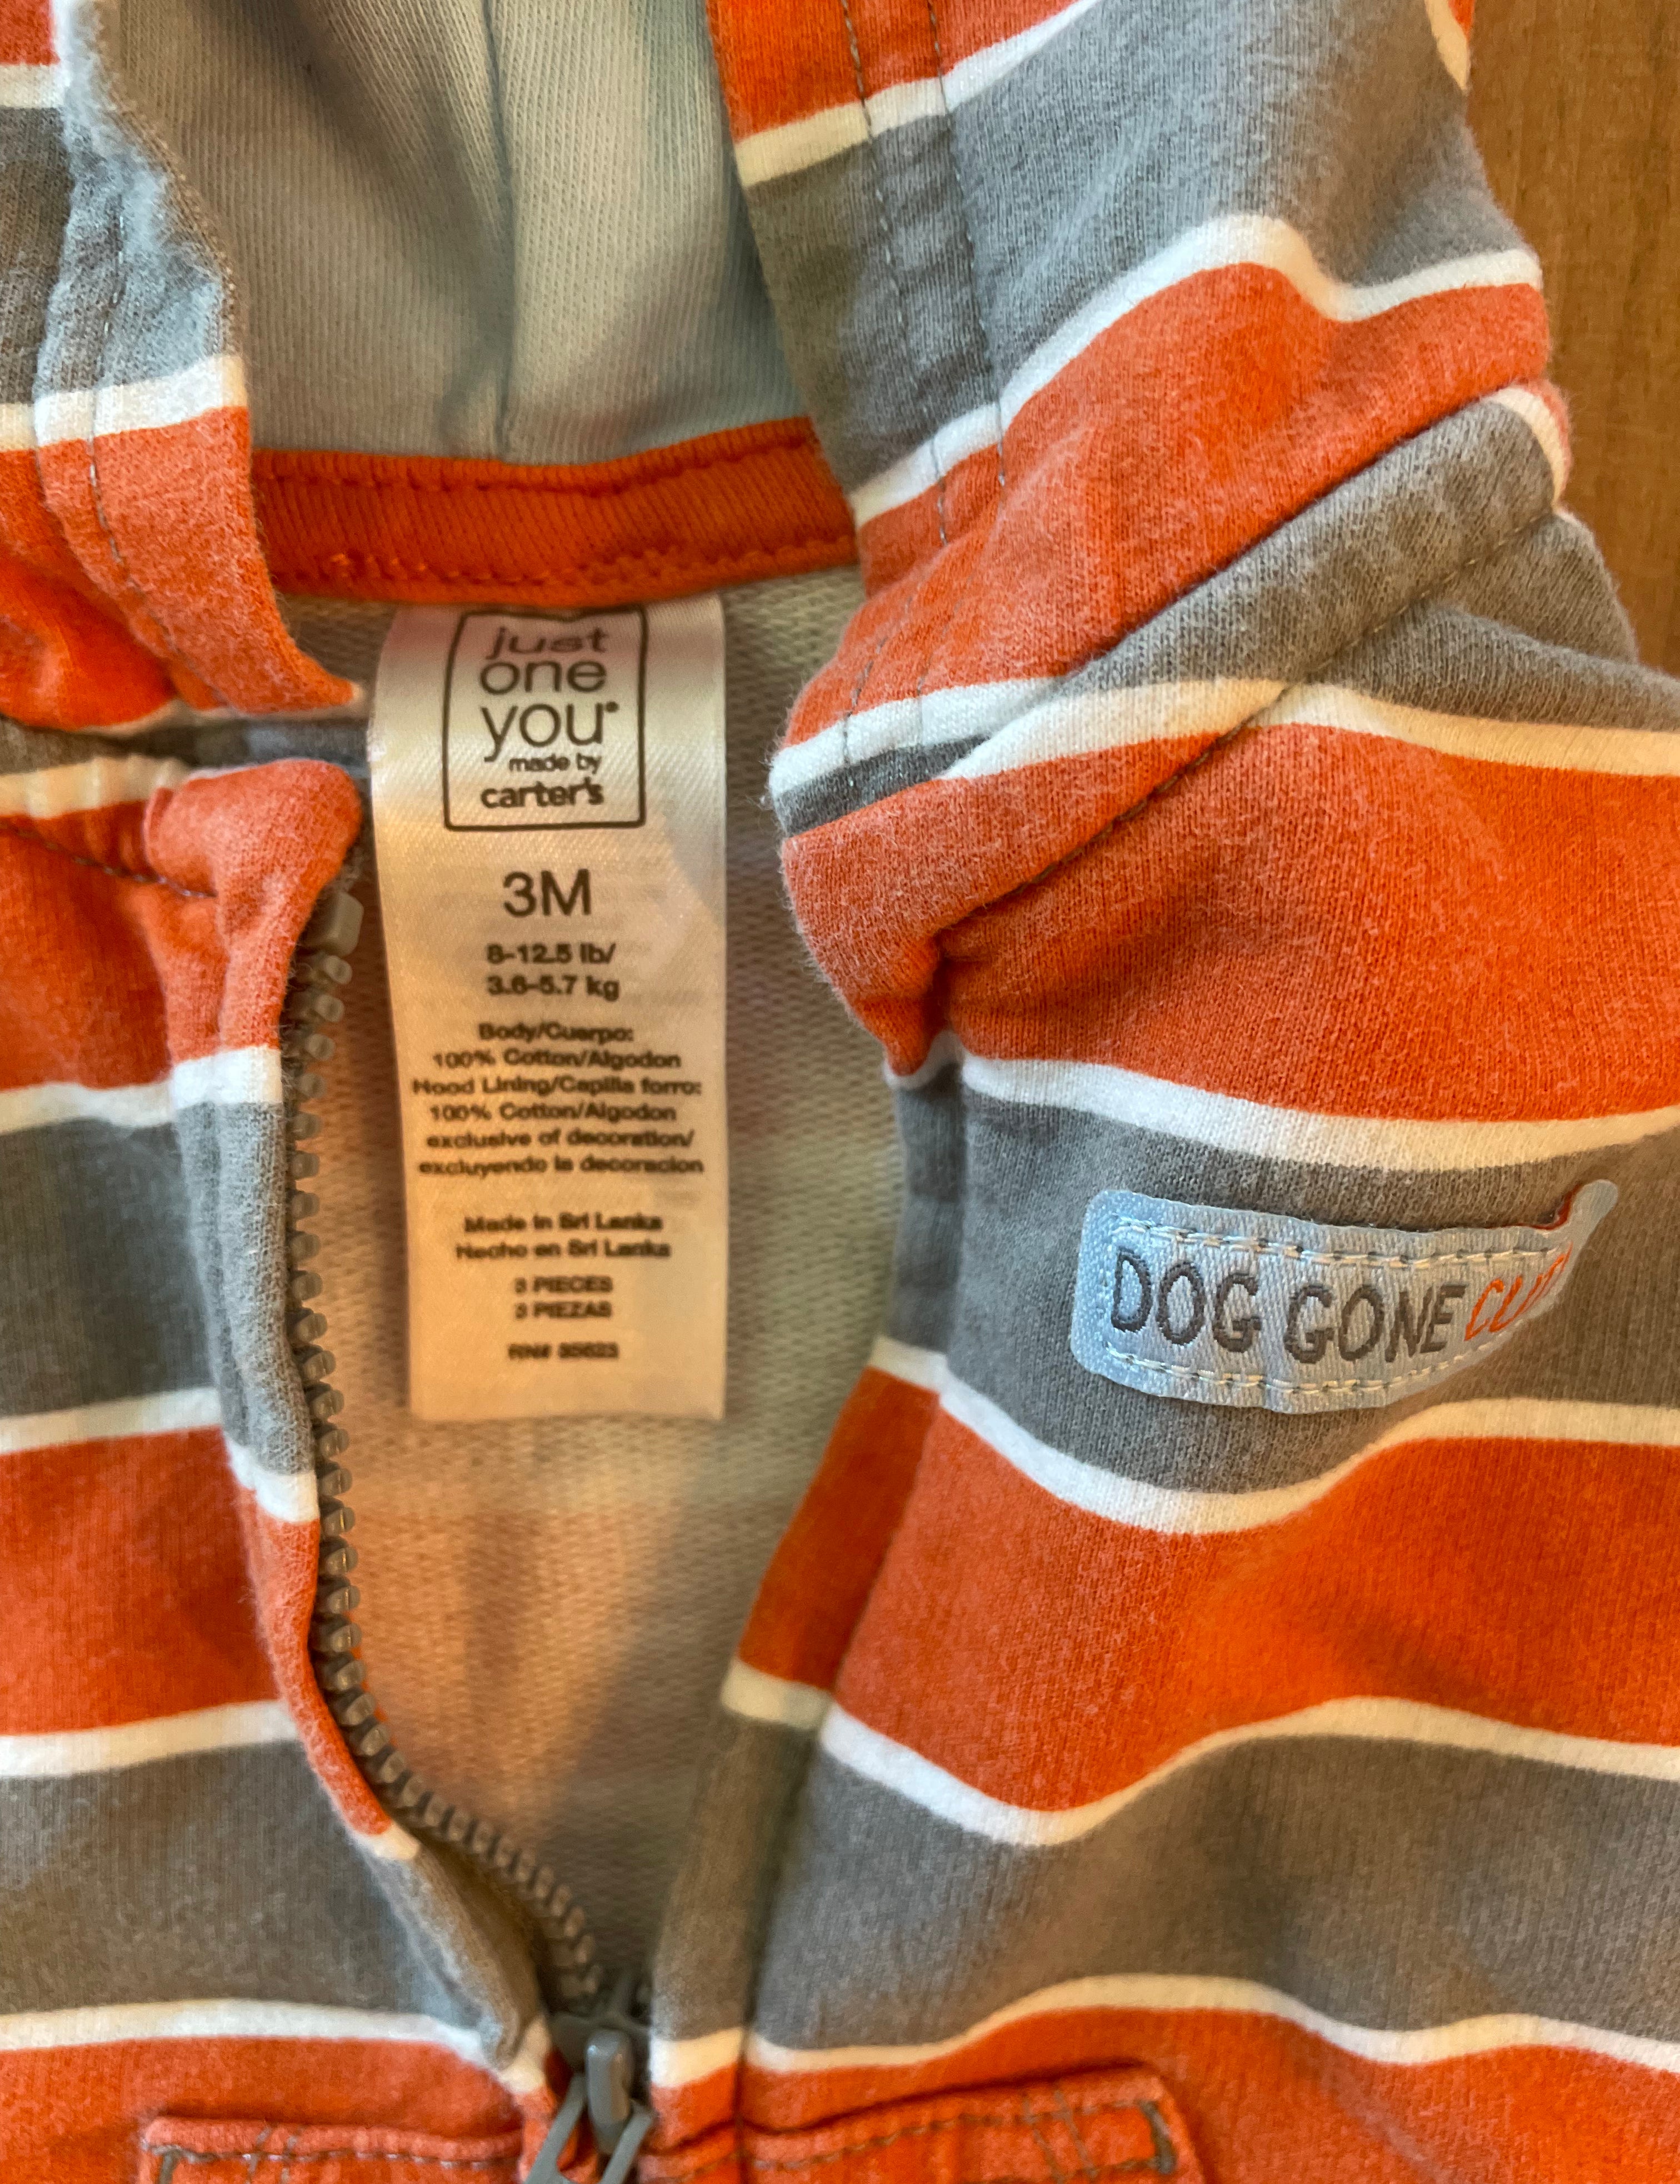 just
one
you®
made by
carter's
3M
8-12.5 lb/
3.6-5.7 kg
Body/Cuerpo:
100% Cotton/Algodon
Hood Lining/Capilla forro:
100% Cotton/Algodon
exclusive of decoration/
excluyendo la decoracion
Made in Sri Lanka
Hecho en Sri Lanka
3 PIECES
3 PIEZAS
RN#
DOG GONE